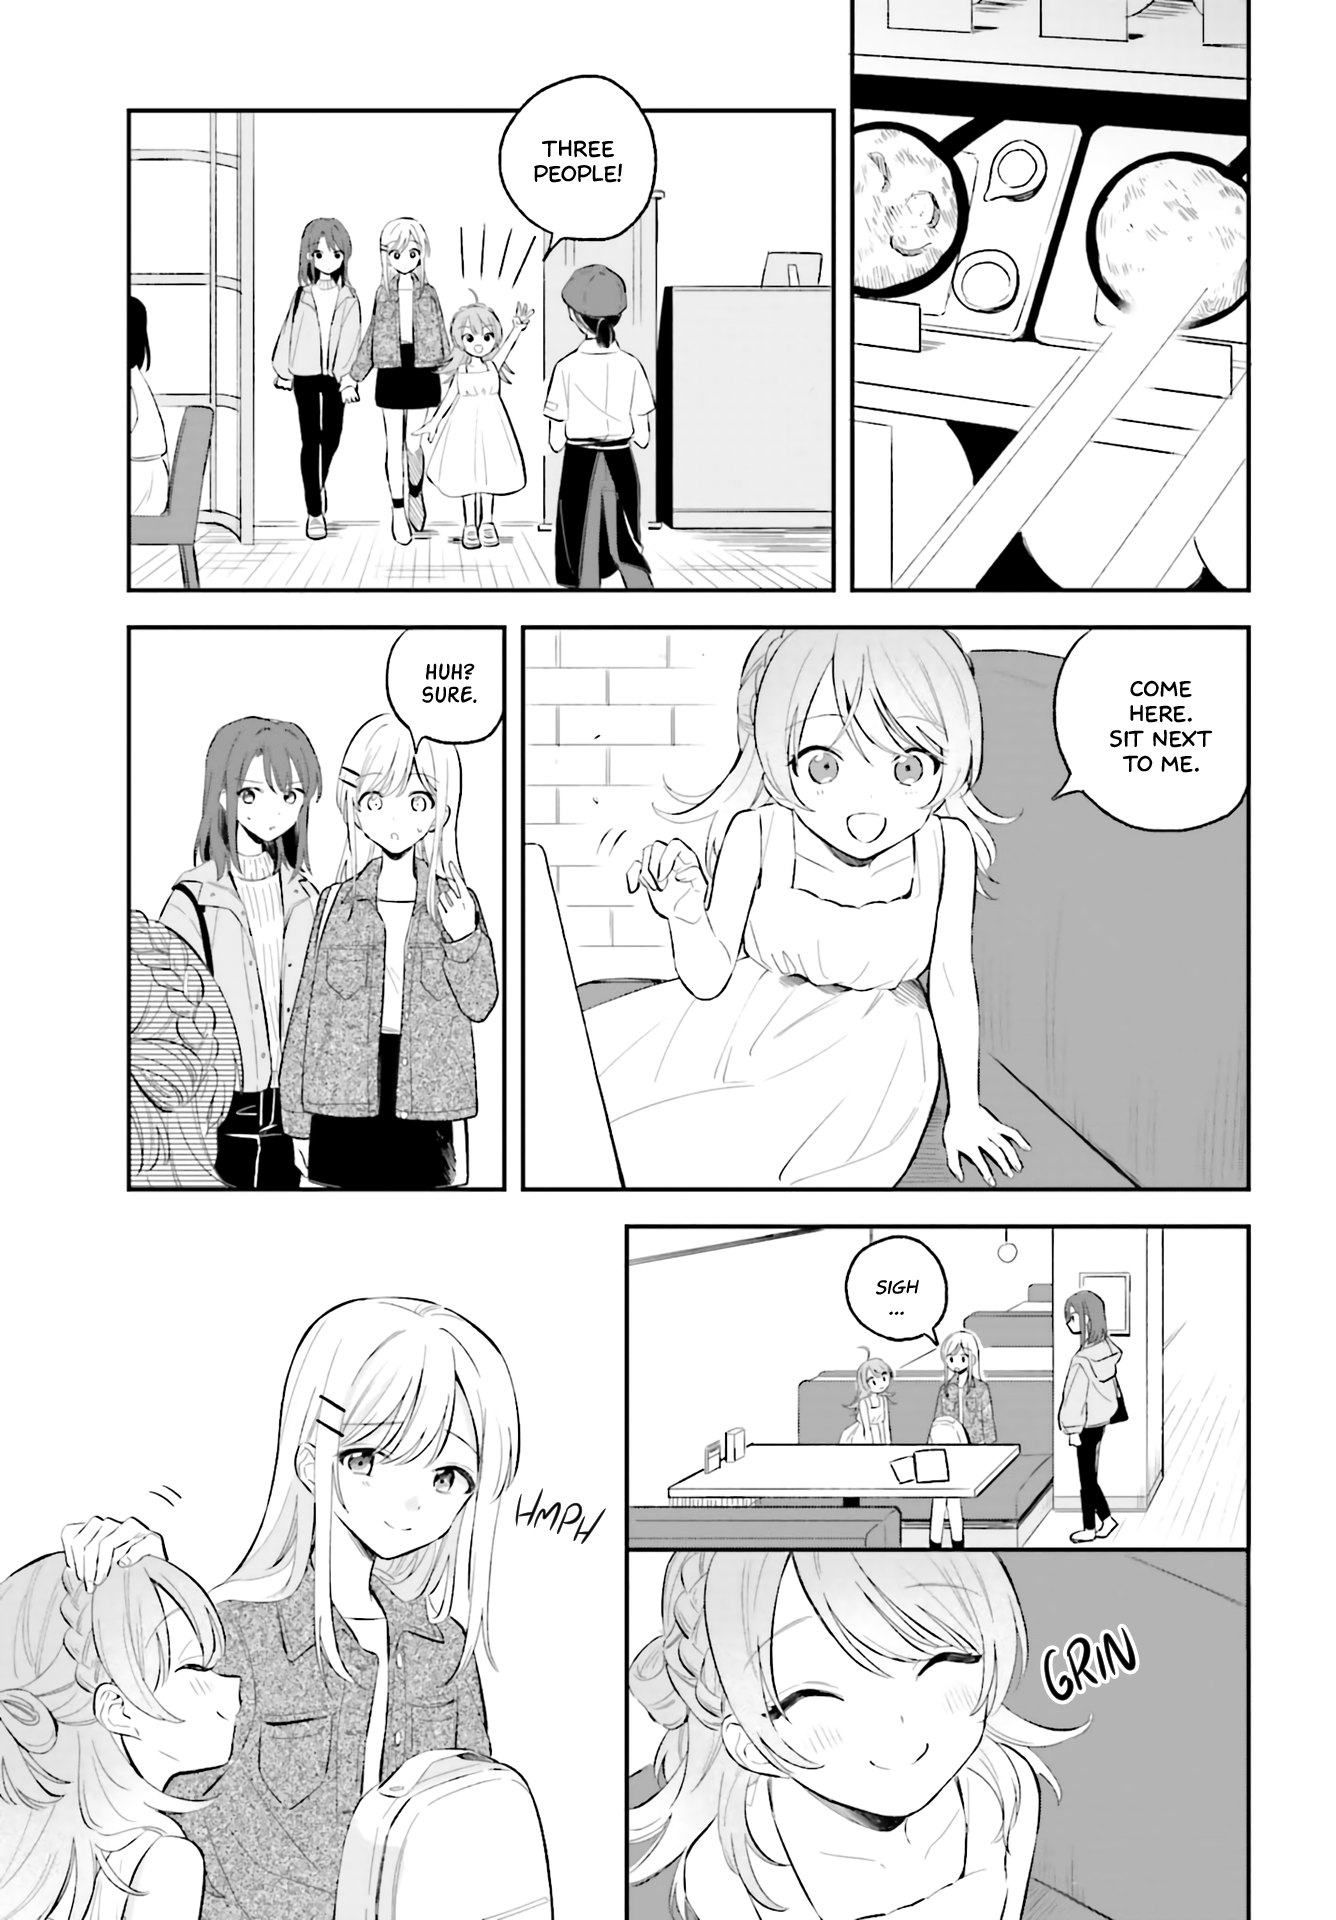 THREE
PEOPLE!
COME
HERE.
SIT NEXT
TO ME.
HUH?
SURE.
SIGH
...
GRIN
HMPH